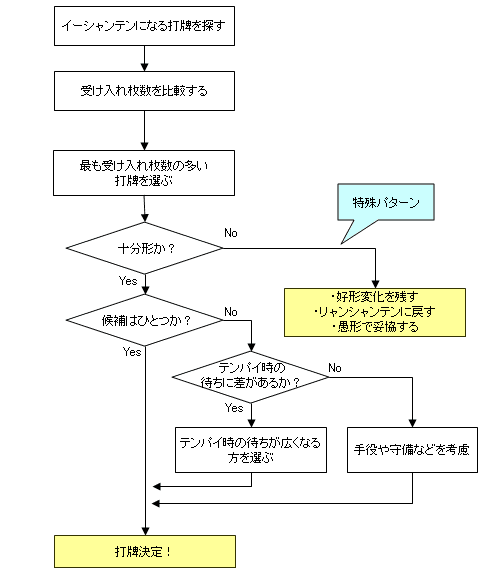 イーシャンテンになる打牌を探す
受け入れ枚数を比較する
最も受け入れ枚数の多い
打牌を選ぶ
特殊パターン
十分形か？
No
Yes
・好形変化を残す
・リャンシャンテンに戻す
・愚形で妥協する
候補はひとつか？
No
Yes
テンパイ時の
待ちに差があるか？
No
Yes
テンパイ時の待ちが広くなる
方を選ぶ
手役や守備などを考慮
打牌決定！